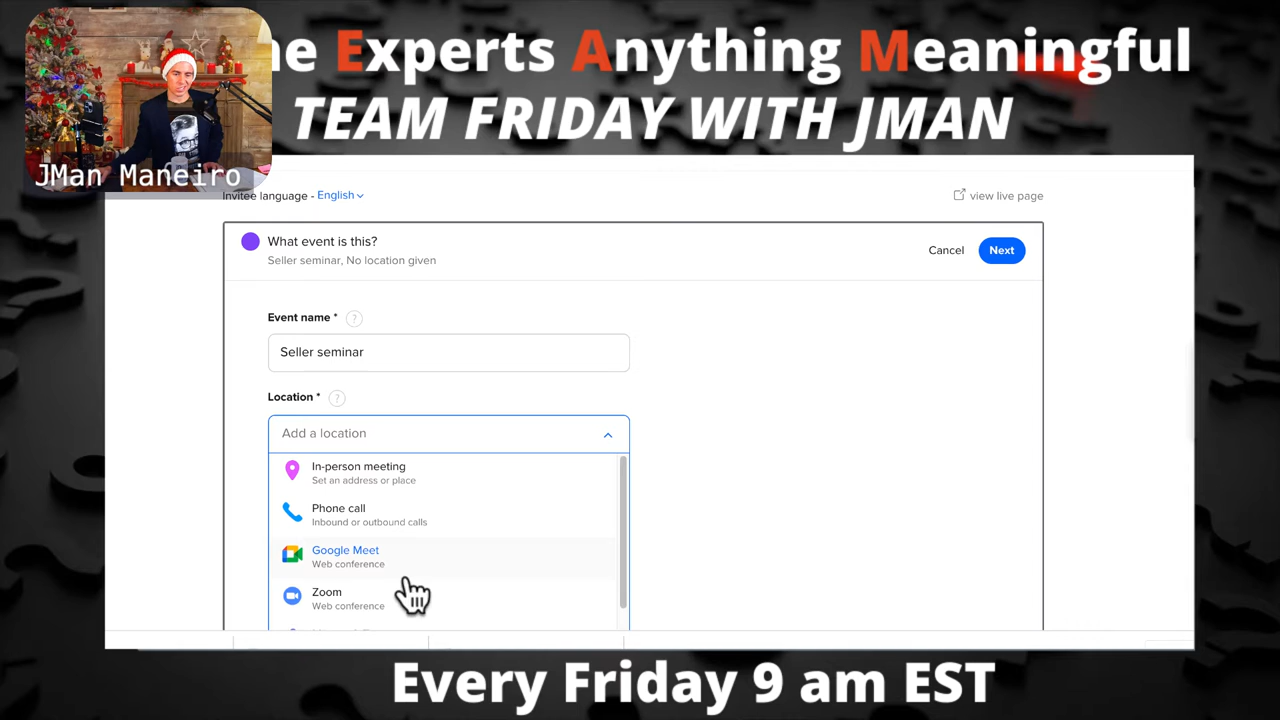 ne Experts Anything Meaningful
TEAM FRIDAY WITH JMAN
JMan Maneiro
Invitee language - English
view live page
What event is this?
Seller seminar, No location given
Cancel
Next
Event name * ?
Seller seminar
Location * ?
Add a location
In-person meeting
Set an address or place
Phone call
Inbound or outbound calls
Google Meet
Web conference
Zoom
Web conference
Every Friday 9 am EST